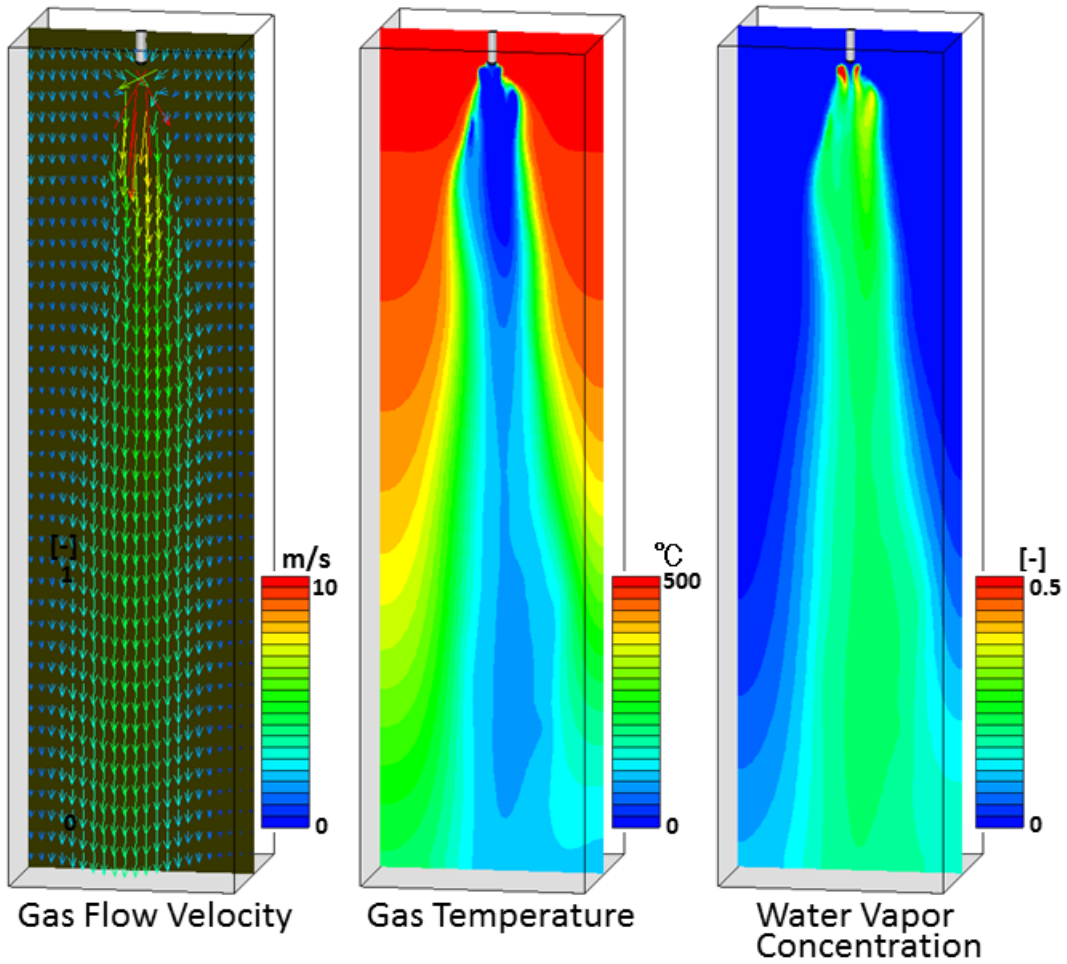 [-]
1
0
m/s
10
0
Gas Flow Velocity
℃
500
0
Gas Temperature
[-]
0.5
0
Water Vapor
Concentration